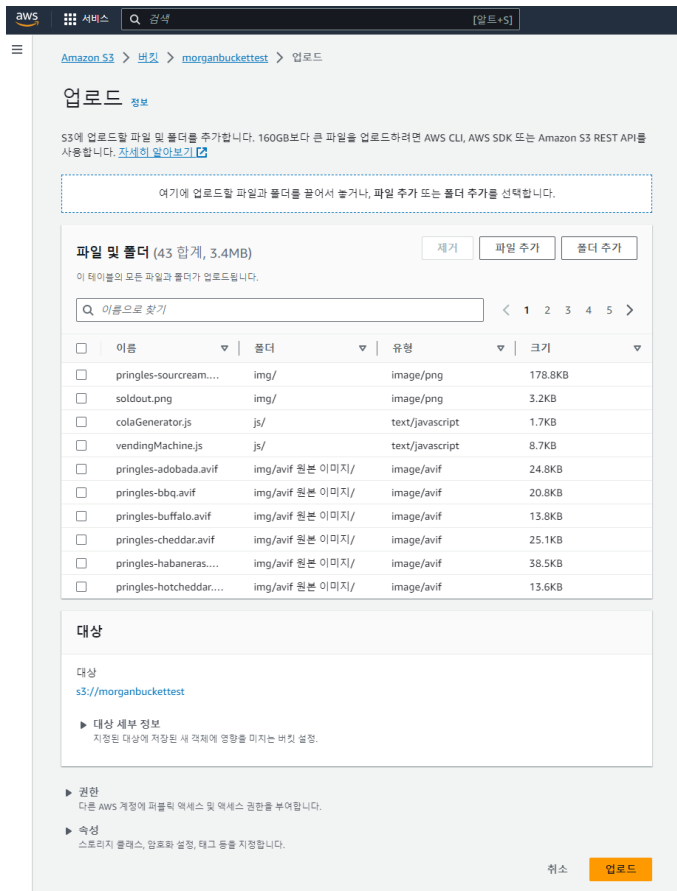 aws
서비스
검색
[알트+S]
Amazon S3 > 버킷 > morganbuckettest > 업로드
업로드 정보
S3에 업로드할 파일 및 폴더를 추가합니다. 160GB보다 큰 파일을 업로드하려면 AWS CLI, AWS SDK 또는 Amazon S3 REST API를
사용합니다. 자세히 알아보기
여기에 업로드할 파일과 폴더를 끌어서 놓거나, 파일 추가 또는 폴더 추가를 선택합니다.
파일 및 폴더 (43 합계, 3.4MB)
제거
파일 추가
폴더 추가
이 테이블의 모든 파일과 폴더가 업로드됩니다.
이름으로 찾기
< 1 2 3 4 5 >
이름 폴더 유형 크기
pringles-sourcream.... img/ image/png 178.8KB
soldout.png img/ image/png 3.2KB
colaGenerator.js js/ text/javascript 1.7KB
vendingMachine.js js/ text/javascript 8.7KB
pringles-adobada.avif img/avif 원본 이미지/ image/avif 24.8KB
pringles-bbq.avif img/avif 원본 이미지/ image/avif 20.8KB
pringles-buffalo.avif img/avif 원본 이미지/ image/avif 13.8KB
pringles-cheddar.avif img/avif 원본 이미지/ image/avif 25.1KB
pringles-habaneras.... img/avif 원본 이미지/ image/avif 38.5KB
pringles-hotcheddar.... img/avif 원본 이미지/ image/avif 13.6KB
대상
대상
s3://morganbuckettest
대상 세부 정보
지정된 대상에 저장된 새 객체에 영향를 미치는 버킷 설정.
권한
다른 AWS 계정에 퍼블릭 액세스 및 액세스 권한을 부여합니다.
속성
스토리지 클래스, 암호화 설정, 태그 등을 지정합니다.
취소
업로드